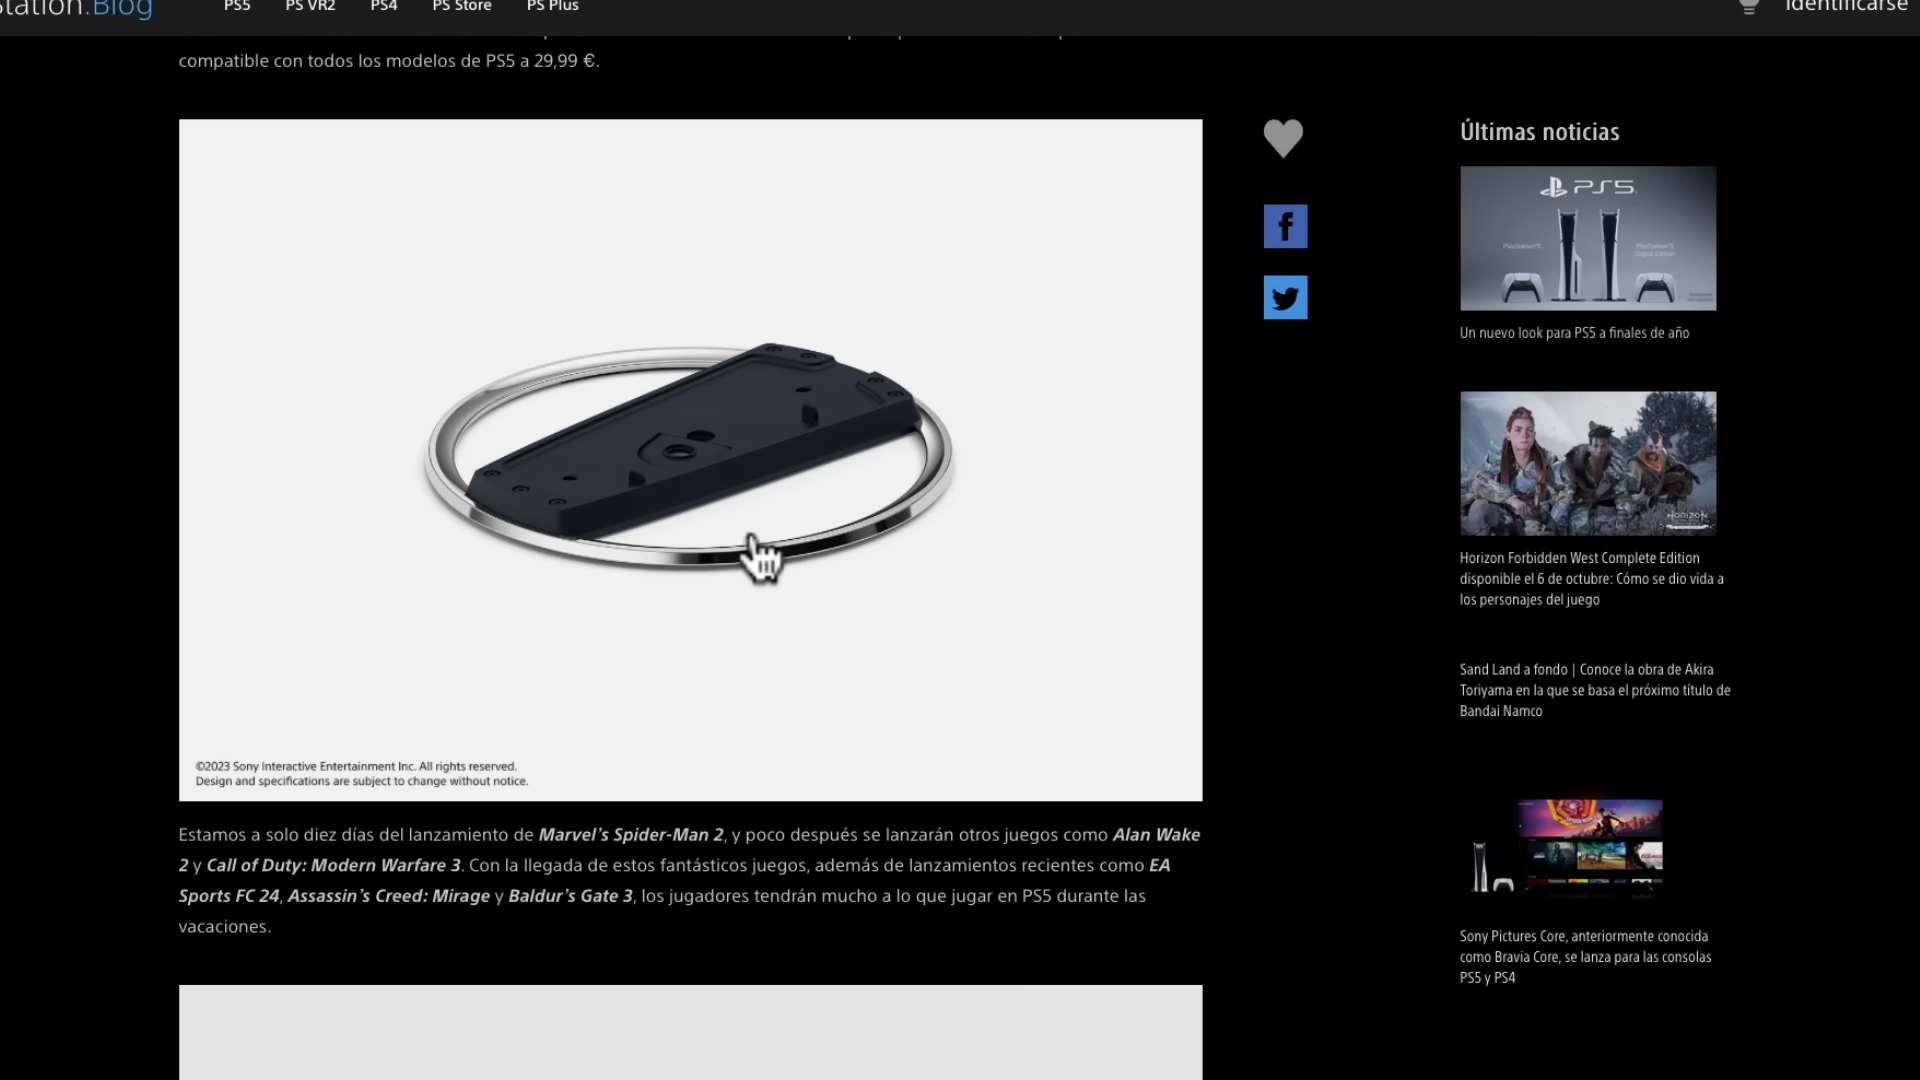 Station.Blog
PS5 PS VR2 PS4 PS Store PS Plus
Identificarse
compatible con todos los modelos de PS5 a 29,99 €.
©2023 Sony Interactive Entertainment Inc. All rights reserved.
Design and specifications are subject to change without notice.
Estamos a solo diez días del lanzamiento de Marvel's Spider-Man 2, y poco después se lanzarán otros juegos como Alan Wake
2 y Call of Duty: Modern Warfare 3. Con la llegada de estos fantásticos juegos, además de lanzamientos recientes como EA
Sports FC 24, Assassin's Creed: Mirage y Baldur's Gate 3, los jugadores tendrán mucho a lo que jugar en PS5 durante las
vacaciones.
Últimas noticias
PS5
PlayStation5
PlayStation5
Digital Edition
Un nuevo look para PS5 a finales de año
HORIZON
Horizon Forbidden West Complete Edition
disponible el 6 de octubre: Cómo se dio vida a
los personajes del juego
Sand Land a fondo | Conoce la obra de Akira
Toriyama en la que se basa el próximo título de
Bandai Namco
Sony Pictures Core, anteriormente conocida
como Bravia Core, se lanza para las consolas
PS5 y PS4